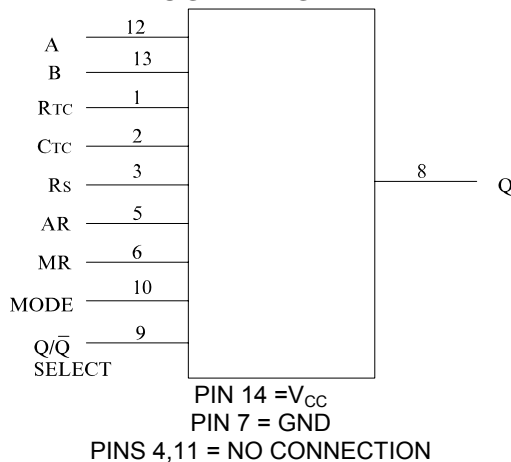 12
A
13
B
1
RTC
2
CTC
3
RS
8
Q
5
AR
6
MR
10
MODE
9
Q/Q̅
SELECT
PIN 14 =VCC
PIN 7 = GND
PINS 4,11 = NO CONNECTION